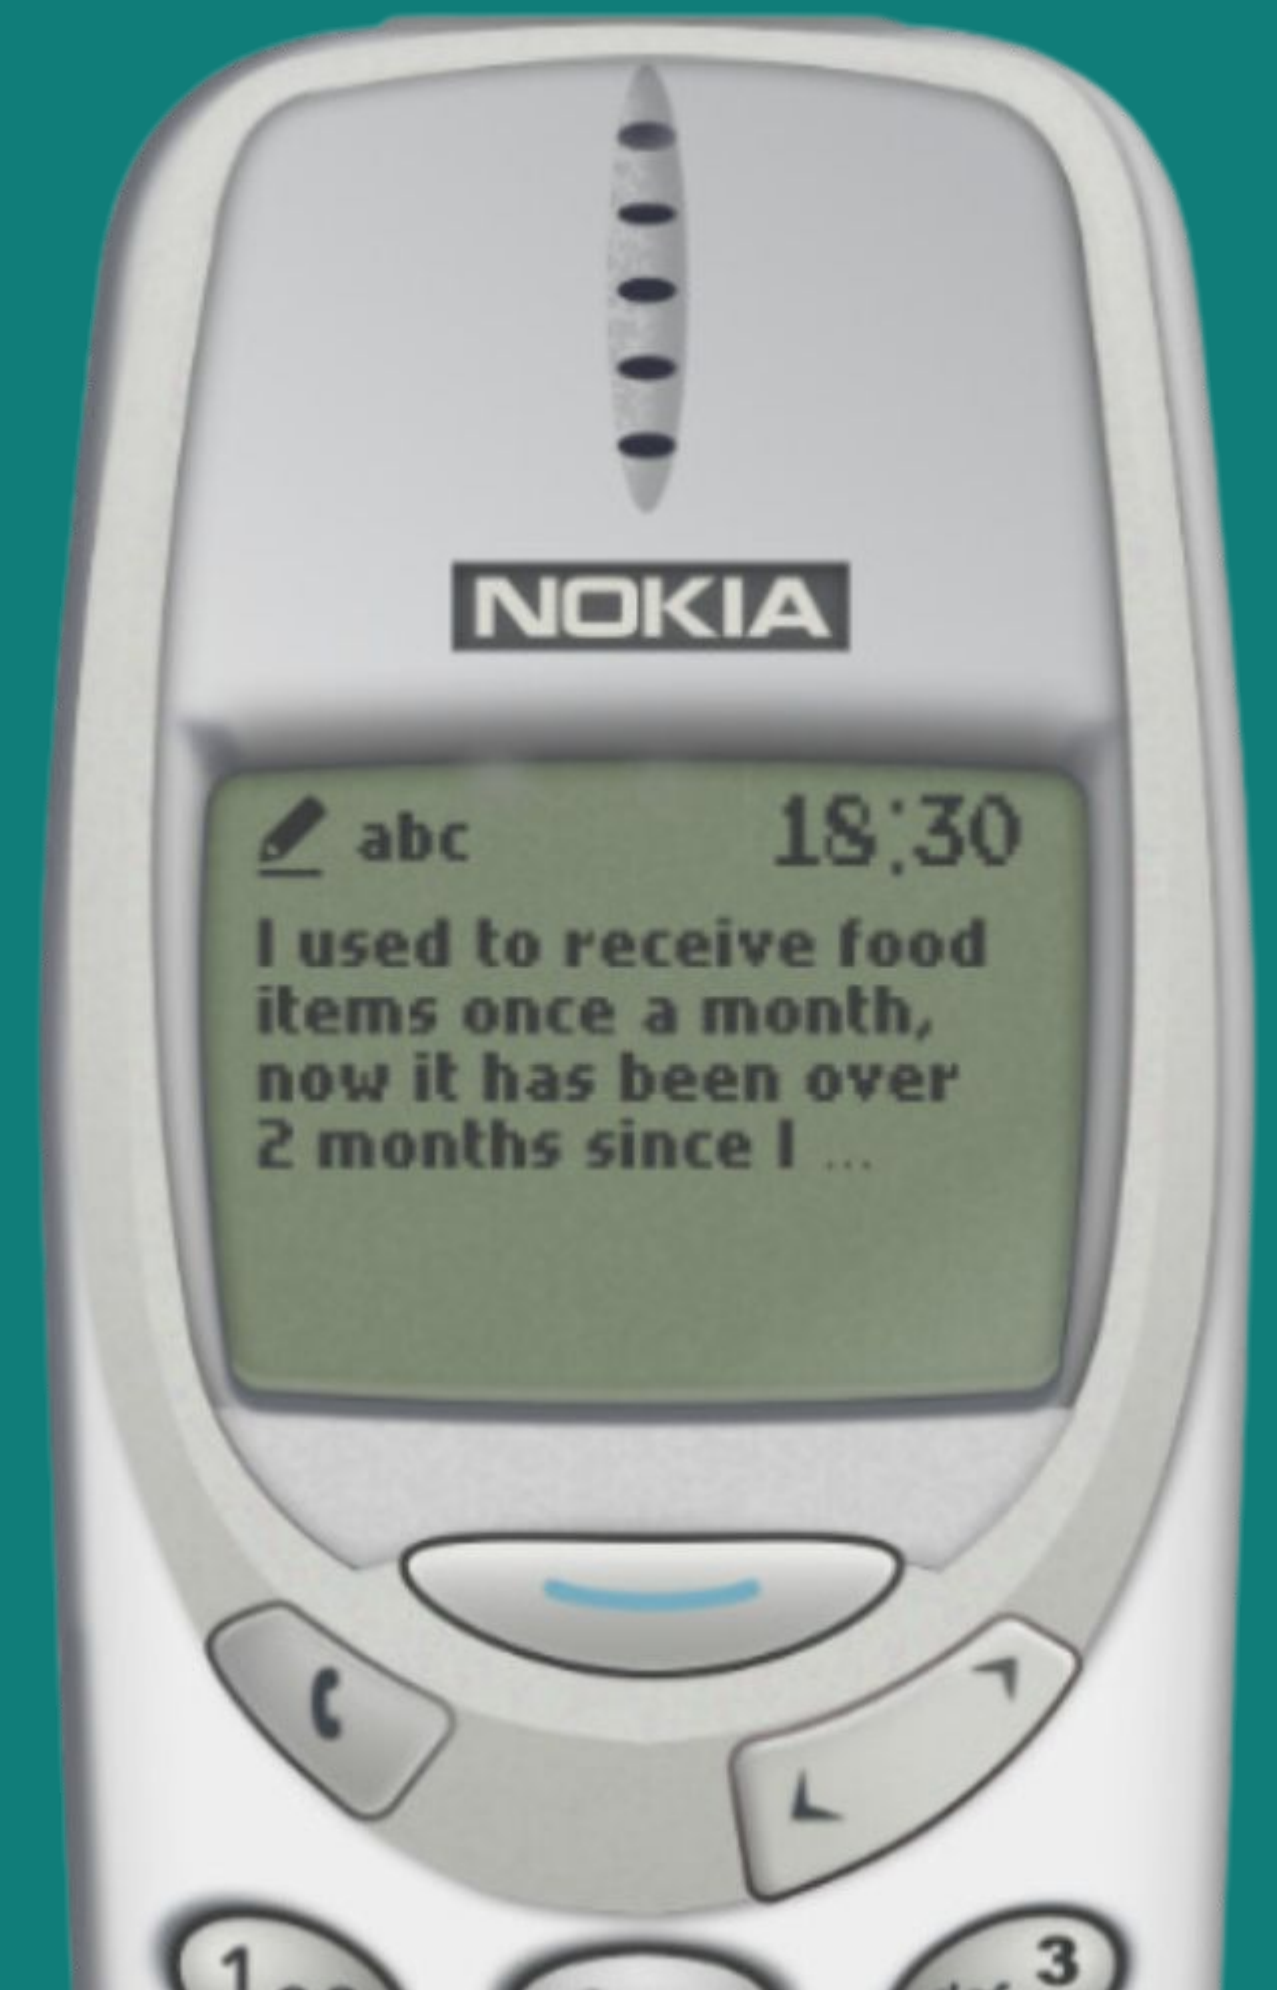 NOKIA
abc 18:30
I used to receive food
items once a month,
now it has been over
2 months since I ...
1
3